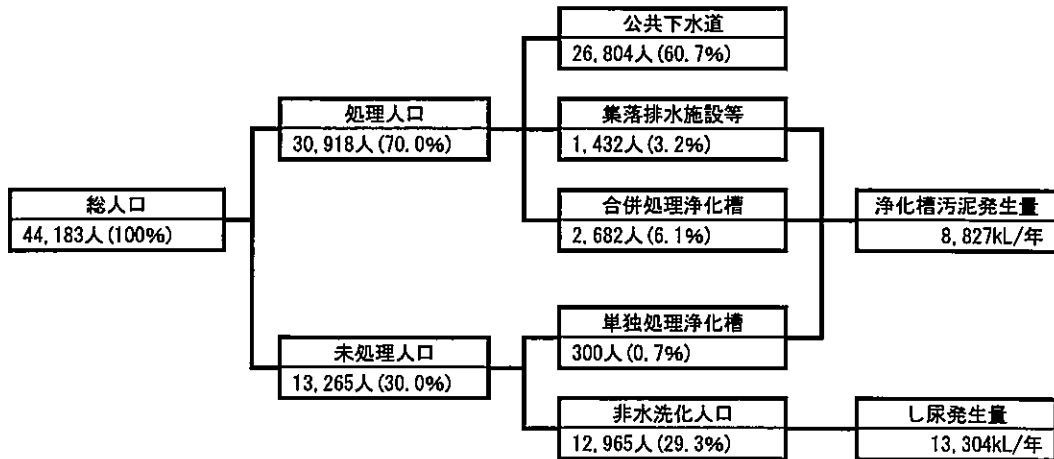 公共下水道
26,804人(60.7%)
処理人口
30,918人(70.0%)
集落排水施設等
1,432人(3.2%)
総人口
44,183人(100%)
合併処理浄化槽
2,682人(6.1%)
浄化槽汚泥発生量
8,827kL/年
未処理人口
13,265人(30.0%)
単独処理浄化槽
300人(0.7%)
非水洗化人口
12,965人(29.3%)
し尿発生量
13,304kL/年